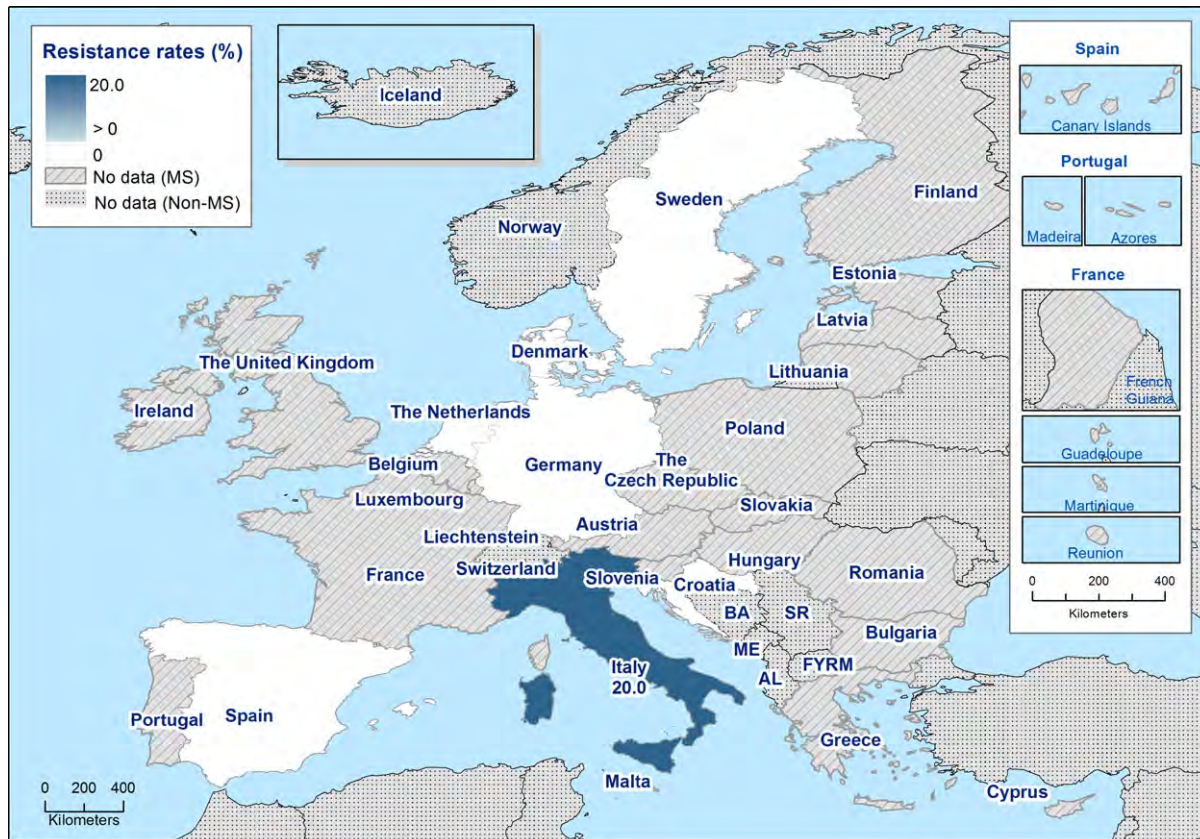 Resistance rates (%)
20.0
> 0
0
No data (MS)
No data (Non-MS)
Iceland
Spain
Canary Islands
Portugal
Madeira
Azores
France
French
Guiana
Guadeloupe
Martinique
Reunion
0 200 400
Kilometers
Sweden
Finland
Norway
Estonia
Latvia
Denmark
Lithuania
The United Kingdom
Ireland
The Netherlands
Poland
Belgium
Germany
The
Czech Republic
Luxembourg
Slovakia
Austria
Liechtenstein
Hungary
Switzerland
Slovenia
France
Croatia
Romania
BA
SR
Bulgaria
ME
FYRM
Italy
20.0
AL
Portugal
Spain
Greece
Malta
Cyprus
0 200 400
Kilometers